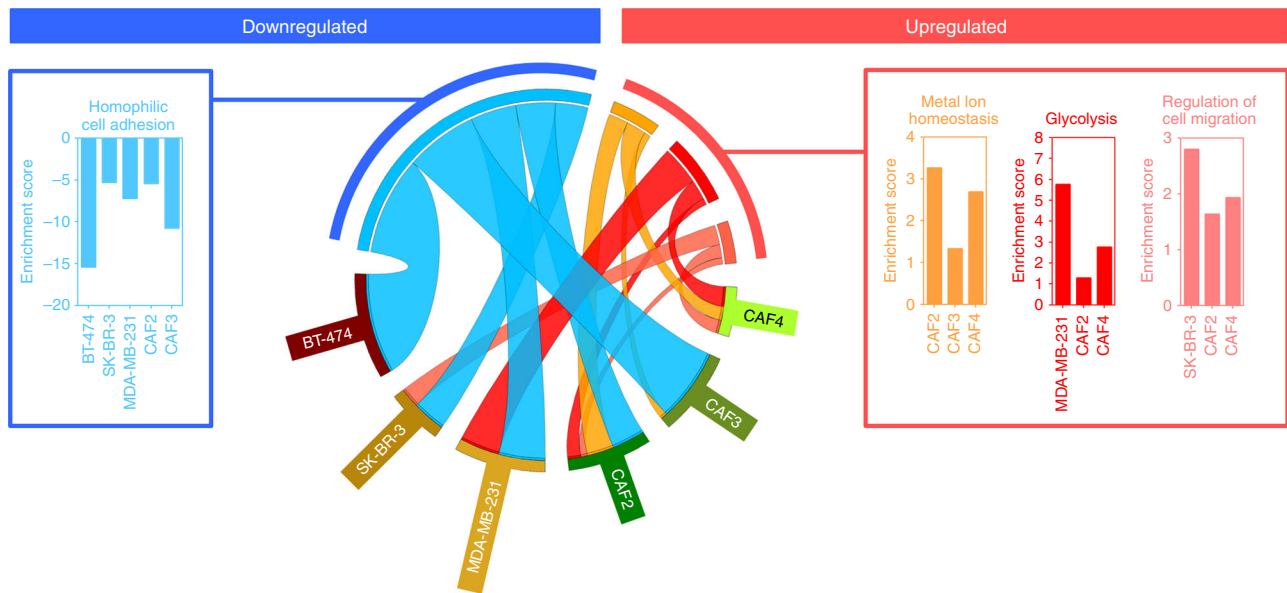 Downregulated
Upregulated
Homophilic
cell adhesion
Enrichment score
0
−5
−10
−15
−20
BT-474
SK-BR-3
MDA-MB-231
CAF2
CAF3
BT-474
SK-BR-3
MDA-MB-231
CAF2
CAF3
CAF4
Metal Ion
homeostasis
Enrichment score
4
3
2
1
0
CAF2
CAF3
CAF4
Glycolysis
Enrichment score
8
7
6
5
4
3
2
1
0
MDA-MB-231
CAF2
CAF4
Regulation of
cell migration
Enrichment score
3
2
1
0
SK-BR-3
CAF2
CAF4